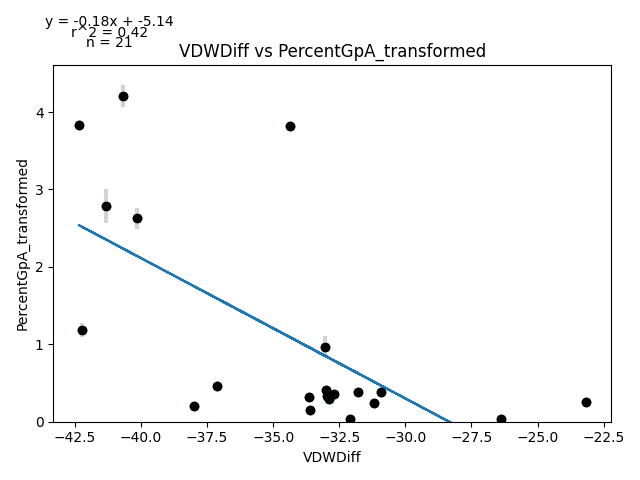 y = -0.18x + -5.14
r^2 = 0.42
n = 21
VDWDiff vs PercentGpA_transformed
PercentGpA_transformed
4
3
2
1
0
−42.5 −40.0 −37.5 −35.0 −32.5 −30.0 −27.5 −25.0 −22.5
VDWDiff